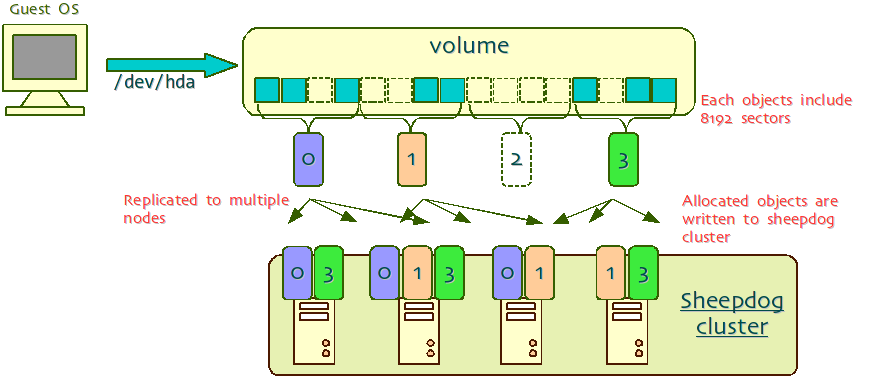 Guest OS
/dev/hda
volume
Each objects include
8192 sectors
0
1
2
3
Replicated to multiple
nodes
Allocated objects are
written to sheepdog
cluster
0 3
0 1 3
0 1
1 3
Sheepdog
cluster